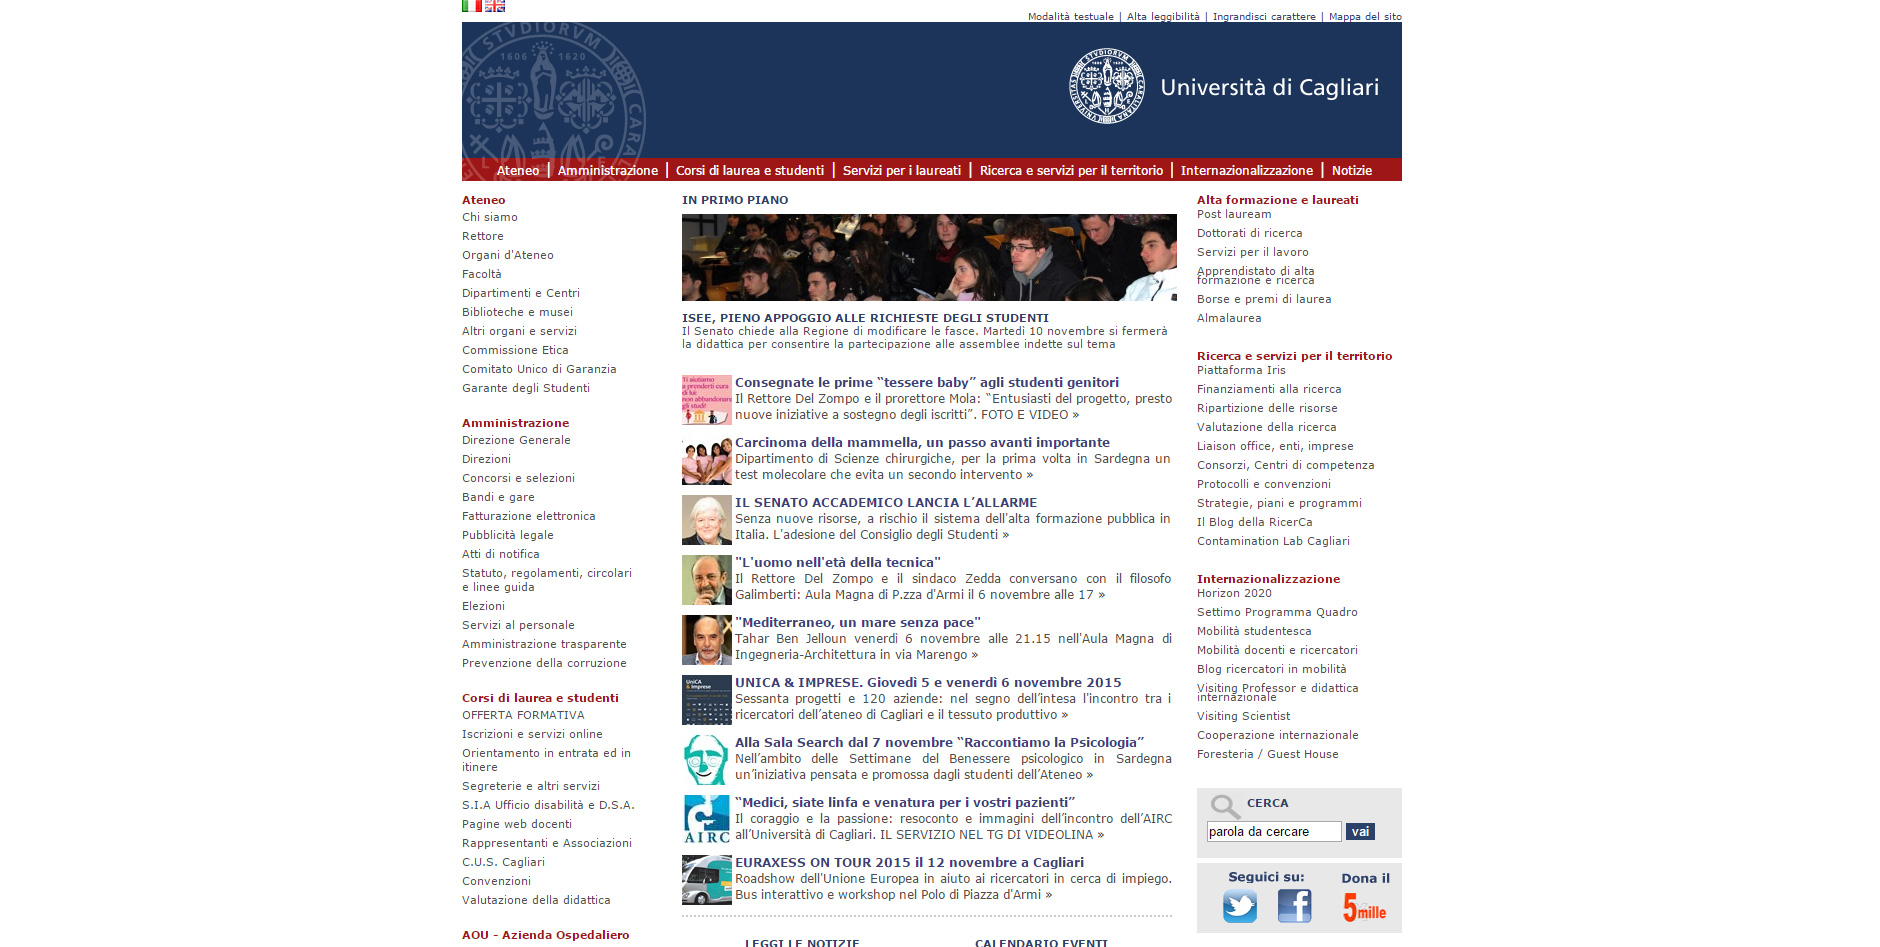 Modalità testuale | Alta leggibilità | Ingrandisci carattere | Mappa del sito
STVDIORVM
1606 | 1620
Università di Cagliari
Ateneo | Amministrazione | Corsi di laurea e studenti | Servizi per i laureati | Ricerca e servizi per il territorio | Internazionalizzazione | Notizie
Ateneo
Chi siamo
Rettore
Organi d'Ateneo
Facoltà
Dipartimenti e Centri
Biblioteche e musei
Altri organi e servizi
Commissione Etica
Comitato Unico di Garanzia
Garante degli Studenti
Amministrazione
Direzione Generale
Direzioni
Concorsi e selezioni
Bandi e gare
Fatturazione elettronica
Pubblicità legale
Atti di notifica
Statuto, regolamenti, circolari
e linee guida
Elezioni
Servizi al personale
Amministrazione trasparente
Prevenzione della corruzione
Corsi di laurea e studenti
OFFERTA FORMATIVA
Iscrizioni e servizi online
Orientamento in entrata ed in
itinere
Segreterie e altri servizi
S.I.A Ufficio disabilità e D.S.A.
Pagine web docenti
Rappresentanti e Associazioni
C.U.S. Cagliari
Convenzioni
Valutazione della didattica
AOU - Azienda Ospedaliero
IN PRIMO PIANO
ISEE, PIENO APPOGGIO ALLE RICHIESTE DEGLI STUDENTI
Il Senato chiede alla Regione di modificare le fasce. Martedì 10 novembre si fermerà
la didattica per consentire la partecipazione alle assemblee indette sul tema
Ti aiutiamo
a prenderti cura
di lui:
non abbandonare
gli studi!
Consegnate le prime “tessere baby” agli studenti genitori
Il Rettore Del Zompo e il prorettore Mola: “Entusiasti del progetto, presto
nuove iniziative a sostegno degli iscritti”. FOTO E VIDEO »
Carcinoma della mammella, un passo avanti importante
Dipartimento di Scienze chirurgiche, per la prima volta in Sardegna un
test molecolare che evita un secondo intervento »
IL SENATO ACCADEMICO LANCIA L’ALLARME
Senza nuove risorse, a rischio il sistema dell'alta formazione pubblica in
Italia. L'adesione del Consiglio degli Studenti »
"L'uomo nell'età della tecnica"
Il Rettore Del Zompo e il sindaco Zedda conversano con il filosofo
Galimberti: Aula Magna di P.zza d'Armi il 6 novembre alle 17 »
"Mediterraneo, un mare senza pace"
Tahar Ben Jelloun venerdì 6 novembre alle 21.15 nell'Aula Magna di
Ingegneria-Architettura in via Marengo »
UniCA
& Imprese
UNICA & IMPRESE. Giovedì 5 e venerdì 6 novembre 2015
Sessanta progetti e 120 aziende: nel segno dell’intesa l'incontro tra i
ricercatori dell’ateneo di Cagliari e il tessuto produttivo »
Alla Sala Search dal 7 novembre “Raccontiamo la Psicologia”
Nell’ambito delle Settimane del Benessere psicologico in Sardegna
un’iniziativa pensata e promossa dagli studenti dell’Ateneo »
AIRC
“Medici, siate linfa e venatura per i vostri pazienti”
Il coraggio e la passione: resoconto e immagini dell’incontro dell’AIRC
all’Università di Cagliari. IL SERVIZIO NEL TG DI VIDEOLINA »
EURAXESS ON TOUR 2015 il 12 novembre a Cagliari
Roadshow dell'Unione Europea in aiuto ai ricercatori in cerca di impiego.
Bus interattivo e workshop nel Polo di Piazza d'Armi »
LEGGI LE NOTIZIE
CALENDARIO EVENTI
Alta formazione e laureati
Post lauream
Dottorati di ricerca
Servizi per il lavoro
Apprendistato di alta
formazione e ricerca
Borse e premi di laurea
Almalaurea
Ricerca e servizi per il territorio
Piattaforma Iris
Finanziamenti alla ricerca
Ripartizione delle risorse
Valutazione della ricerca
Liaison office, enti, imprese
Consorzi, Centri di competenza
Protocolli e convenzioni
Strategie, piani e programmi
Il Blog della RicerCa
Contamination Lab Cagliari
Internazionalizzazione
Horizon 2020
Settimo Programma Quadro
Mobilità studentesca
Mobilità docenti e ricercatori
Blog ricercatori in mobilità
Visiting Professor e didattica
internazionale
Visiting Scientist
Cooperazione internazionale
Foresteria / Guest House
CERCA
parola da cercare vai
Seguici su: Dona il
5 mille